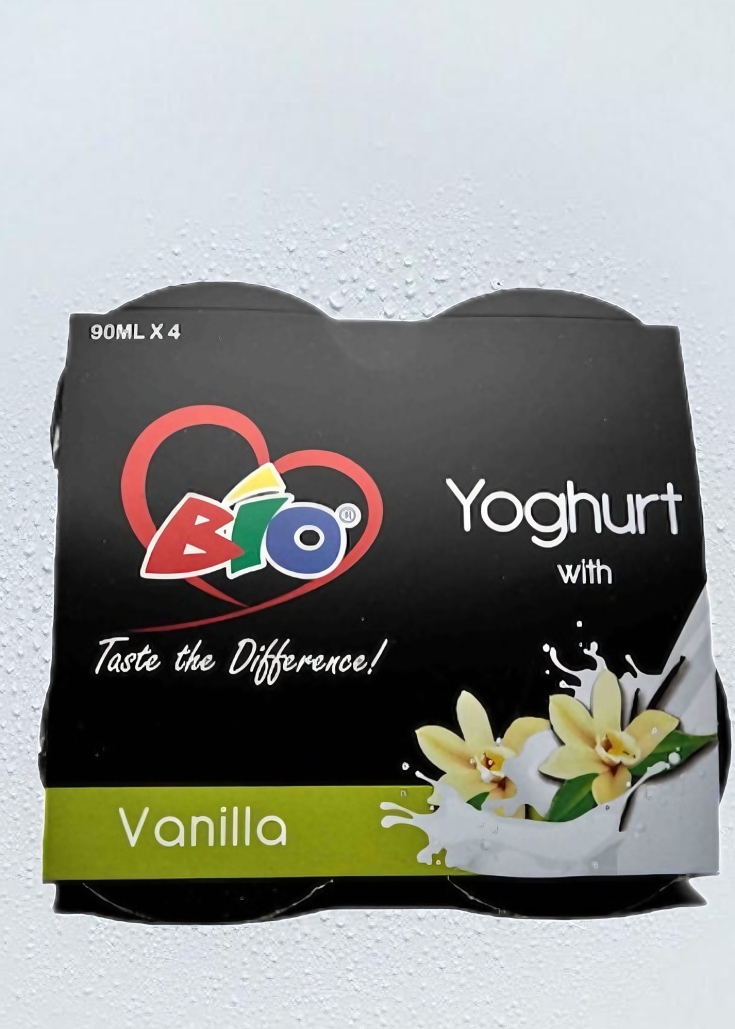 90ML X 4
BIO®
Yoghurt
with
Taste the Difference!
Vanilla